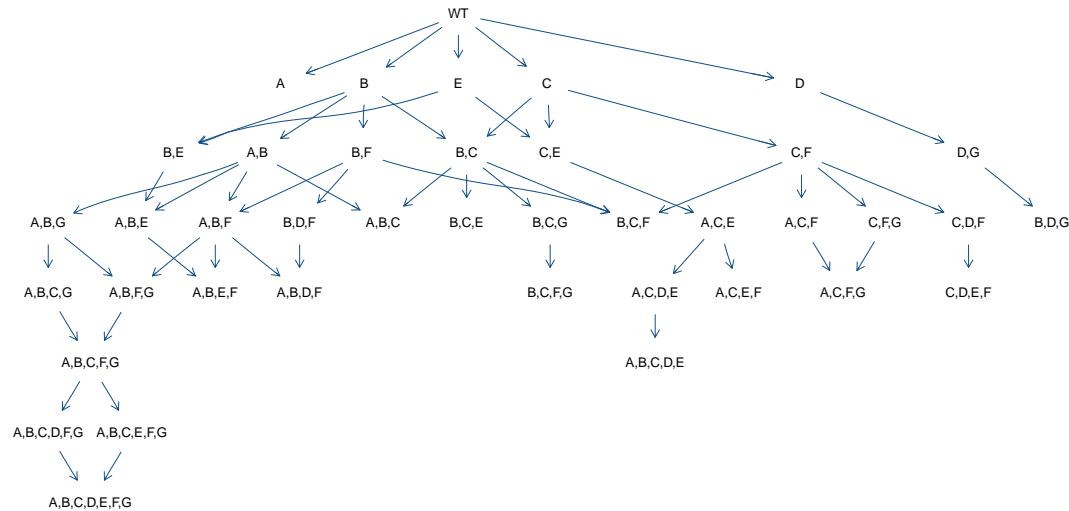 WT
A B E C D
B,E A,B B,F B,C C,E C,F D,G
A,B,G A,B,E A,B,F B,D,F A,B,C B,C,E B,C,G B,C,F A,C,E A,C,F C,F,G C,D,F B,D,G
A,B,C,G A,B,F,G A,B,E,F A,B,D,F B,C,F,G A,C,D,E A,C,E,F A,C,F,G C,D,E,F
A,B,C,F,G A,B,C,D,E
A,B,C,D,F,G A,B,C,E,F,G
A,B,C,D,E,F,G